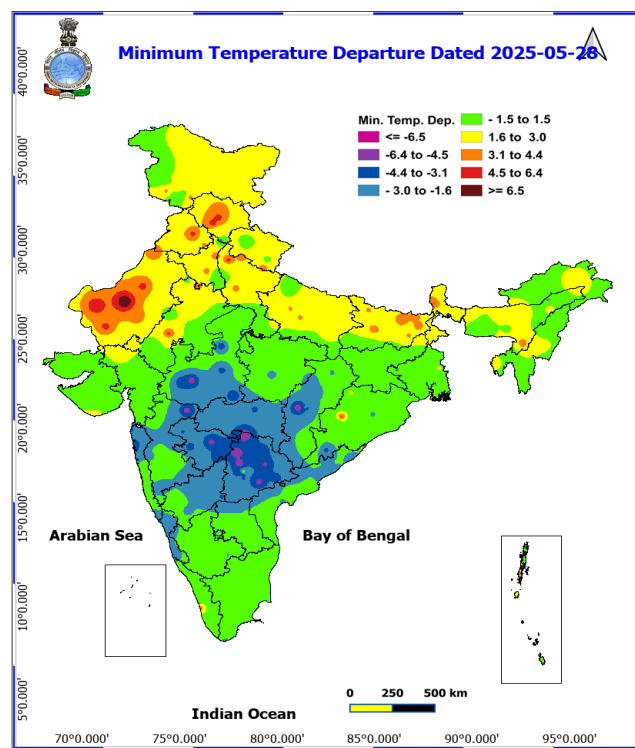 Minimum Temperature Departure Dated 2025-05-28
Min. Temp. Dep.
<= -6.5
-6.4 to -4.5
-4.4 to -3.1
- 3.0 to -1.6
- 1.5 to 1.5
1.6 to 3.0
3.1 to 4.4
4.5 to 6.4
>= 6.5
40°0.000'
35°0.000'
30°0.000'
25°0.000'
20°0.000'
15°0.000'
10°0.000'
5°0.000'
Arabian Sea
Bay of Bengal
Indian Ocean
0 250 500 km
70°0.000' 75°0.000' 80°0.000' 85°0.000' 90°0.000' 95°0.000'